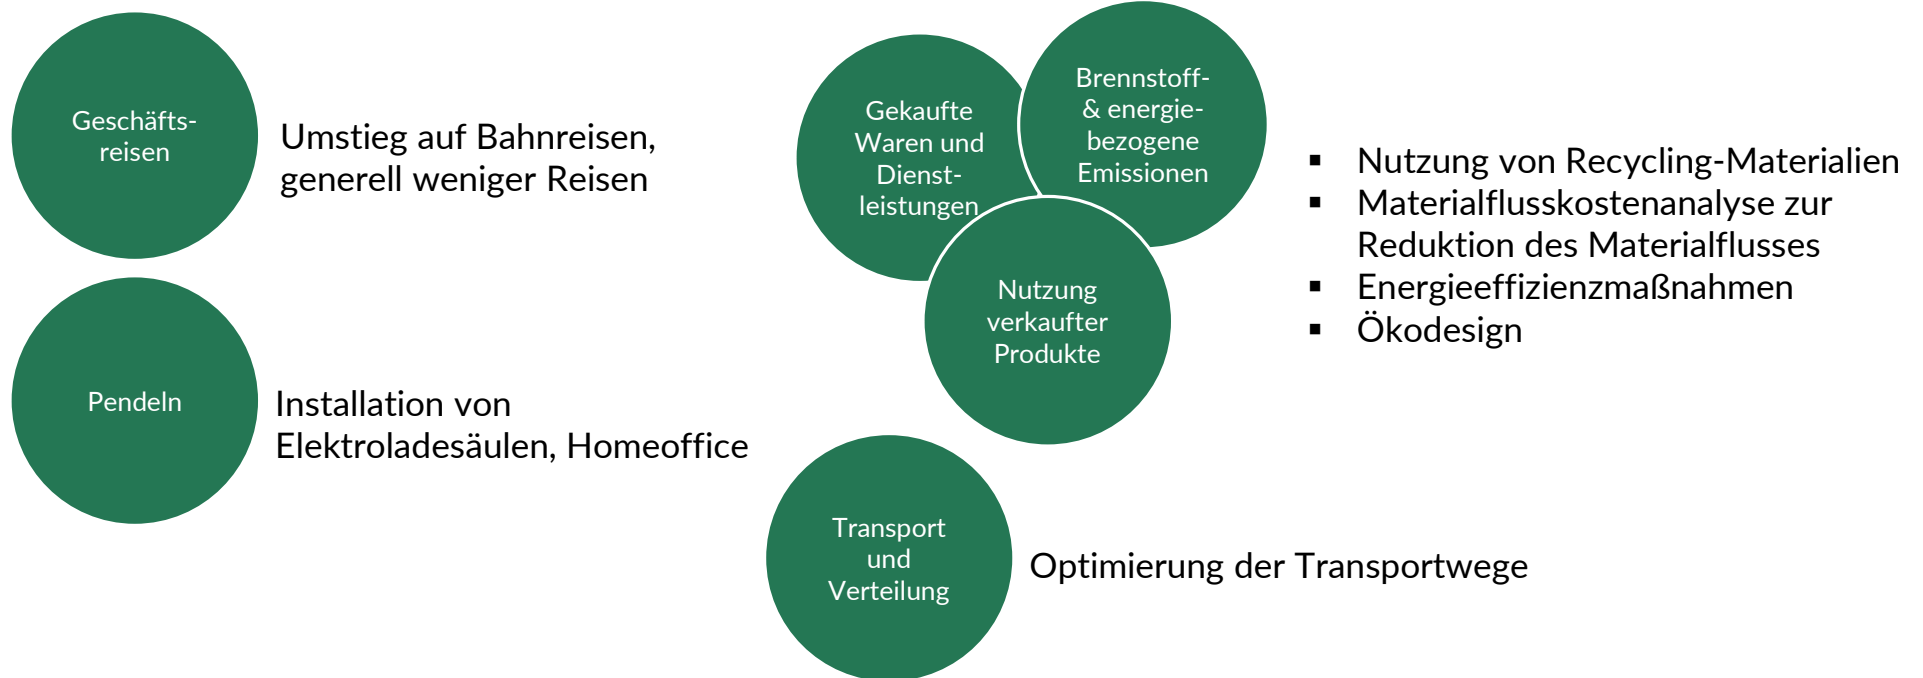 Geschäfts-
reisen
Umstieg auf Bahnreisen,
generell weniger Reisen
Pendeln
Installation von
Elektroladesäulen, Homeoffice
Gekaufte
Waren und
Dienst-
leistungen
Brennstoff-
& energie-
bezogene
Emissionen
Nutzung
verkaufter
Produkte
▪ Nutzung von Recycling-Materialien
▪ Materialflusskostenanalyse zur
Reduktion des Materialflusses
▪ Energieeffizienzmaßnahmen
▪ Ökodesign
Transport
und
Verteilung
Optimierung der Transportwege